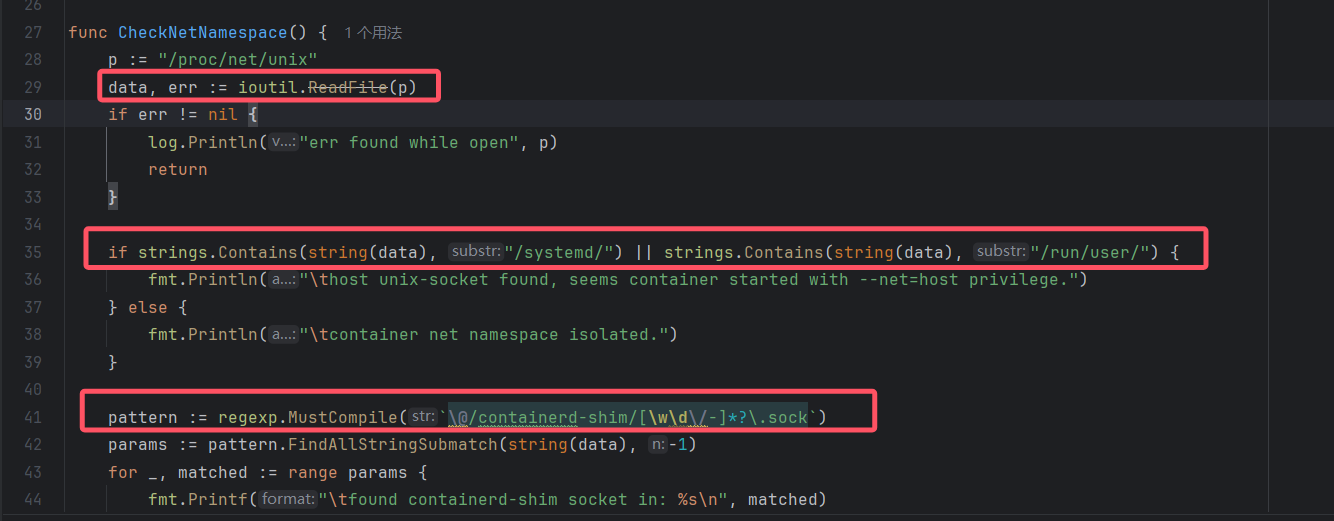 26
27 func CheckNetNamespace() { 1 个用法
28 p := "/proc/net/unix"
29 data, err := ioutil.ReadFile(p)
30 if err != nil {
31 log.Println( v...: "err found while open", p)
32 return
33 }
34
35 if strings.Contains(string(data), substr: "/systemd/") || strings.Contains(string(data), substr: "/run/user/") {
36 fmt.Println( a...: "\thost unix-socket found, seems container started with --net=host privilege.")
37 } else {
38 fmt.Println( a...: "\tcontainer net namespace isolated.")
39 }
40
41 pattern := regexp.MustCompile( str: `\@/containerd-shim/[\w\d\/-]*?\.sock`)
42 params := pattern.FindAllStringSubmatch(string(data), n: -1)
43 for _, matched := range params {
44 fmt.Printf( format: "\tfound containerd-shim socket in: %s\n", matched)